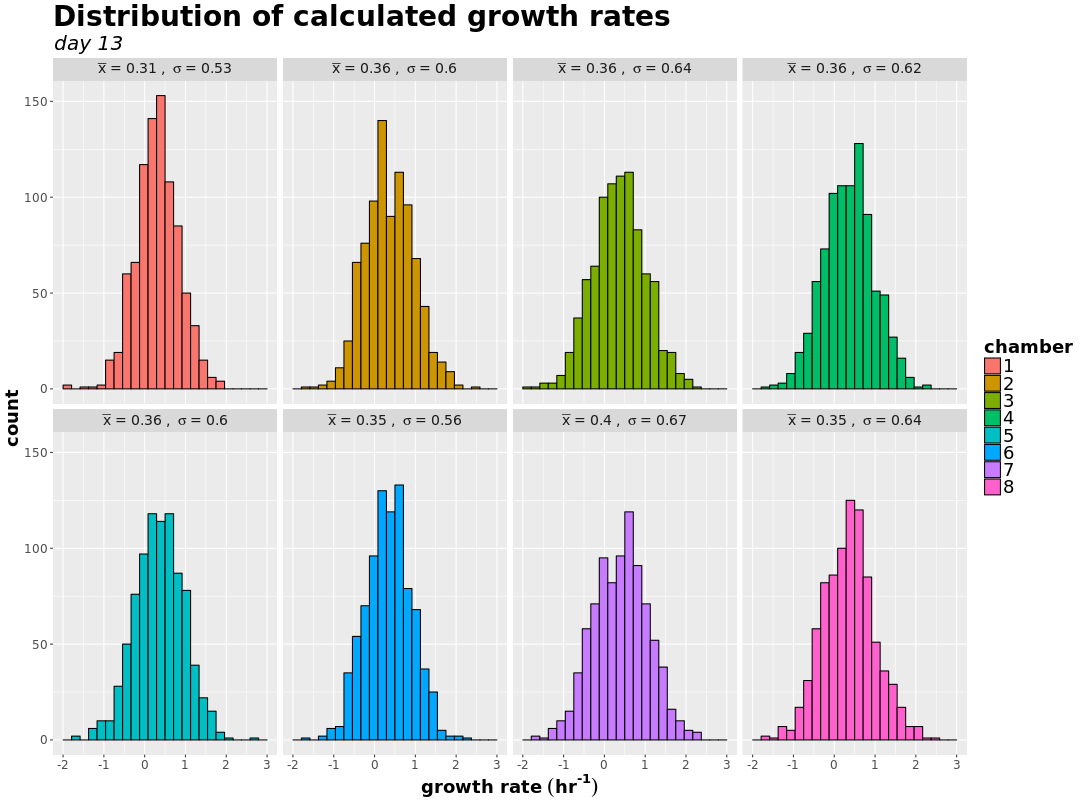 Distribution of calculated growth rates
day 13
x̅ = 0.31 , σ = 0.53
x̅ = 0.36 , σ = 0.6
x̅ = 0.36 , σ = 0.64
x̅ = 0.36 , σ = 0.62
150
100
50
0
x̅ = 0.36 , σ = 0.6
x̅ = 0.35 , σ = 0.56
x̅ = 0.4 , σ = 0.67
x̅ = 0.35 , σ = 0.64
150
100
50
0
-2 -1 0 1 2 3
-2 -1 0 1 2 3
-2 -1 0 1 2 3
-2 -1 0 1 2 3
growth rate (hr⁻¹)
count
chamber
1
2
3
4
5
6
7
8